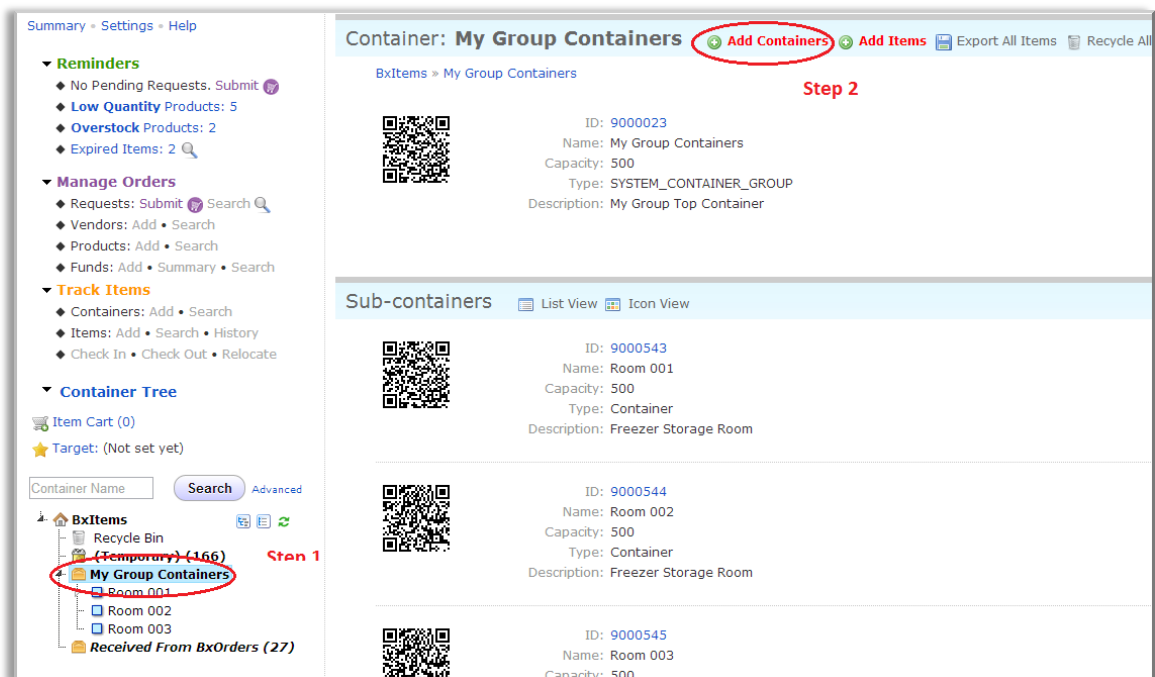 Summary • Settings • Help
Reminders
No Pending Requests. Submit
Low Quantity Products: 5
Overstock Products: 2
Expired Items: 2
Manage Orders
Requests: Submit Search
Vendors: Add • Search
Products: Add • Search
Funds: Add • Summary • Search
Track Items
Containers: Add • Search
Items: Add • Search • History
Check In • Check Out • Relocate
Container Tree
Item Cart (0)
Target: (Not set yet)
Container Name Search Advanced
BxItems
Recycle Bin
(Temporary) (166) Step 1
My Group Containers
Room 001
Room 002
Room 003
Received From BxOrders (27)
Container: My Group Containers Add Containers Add Items Export All Items Recycle All
BxItems » My Group Containers
Step 2
ID: 9000023
Name: My Group Containers
Capacity: 500
Type: SYSTEM_CONTAINER_GROUP
Description: My Group Top Container
Sub-containers List View Icon View
ID: 9000543
Name: Room 001
Capacity: 500
Type: Container
Description: Freezer Storage Room
ID: 9000544
Name: Room 002
Capacity: 500
Type: Container
Description: Freezer Storage Room
ID: 9000545
Name: Room 003
Capacity: 500